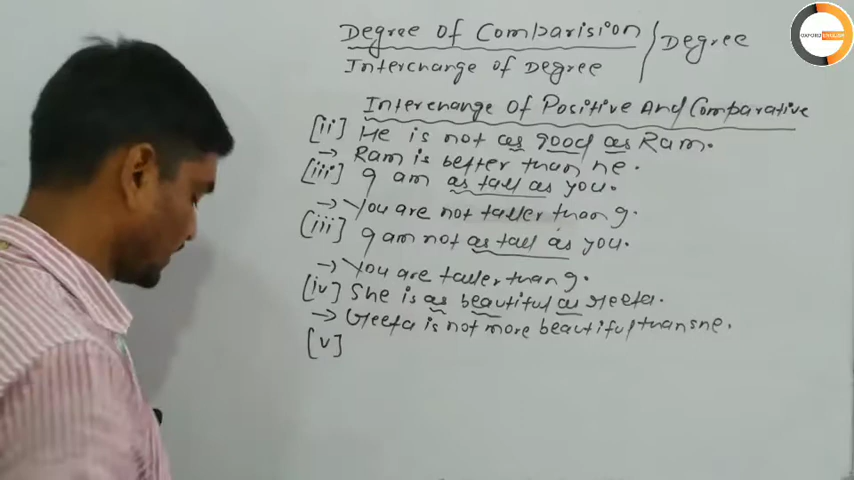 Degree of Comparision / Degree
Interchange of Degree
Interchange of Positive And Comparative
[ii] He is not as good as Ram.
→ Ram is better than he.
[iii] I am as tall as you.
→ You are not taller than I.
[iii] I am not as tall as you.
→ You are taller than I.
[iv] She is as beautiful as Geeta.
→ Geeta is not more beautiful than she.
[v]
OXFORD ENGLISH